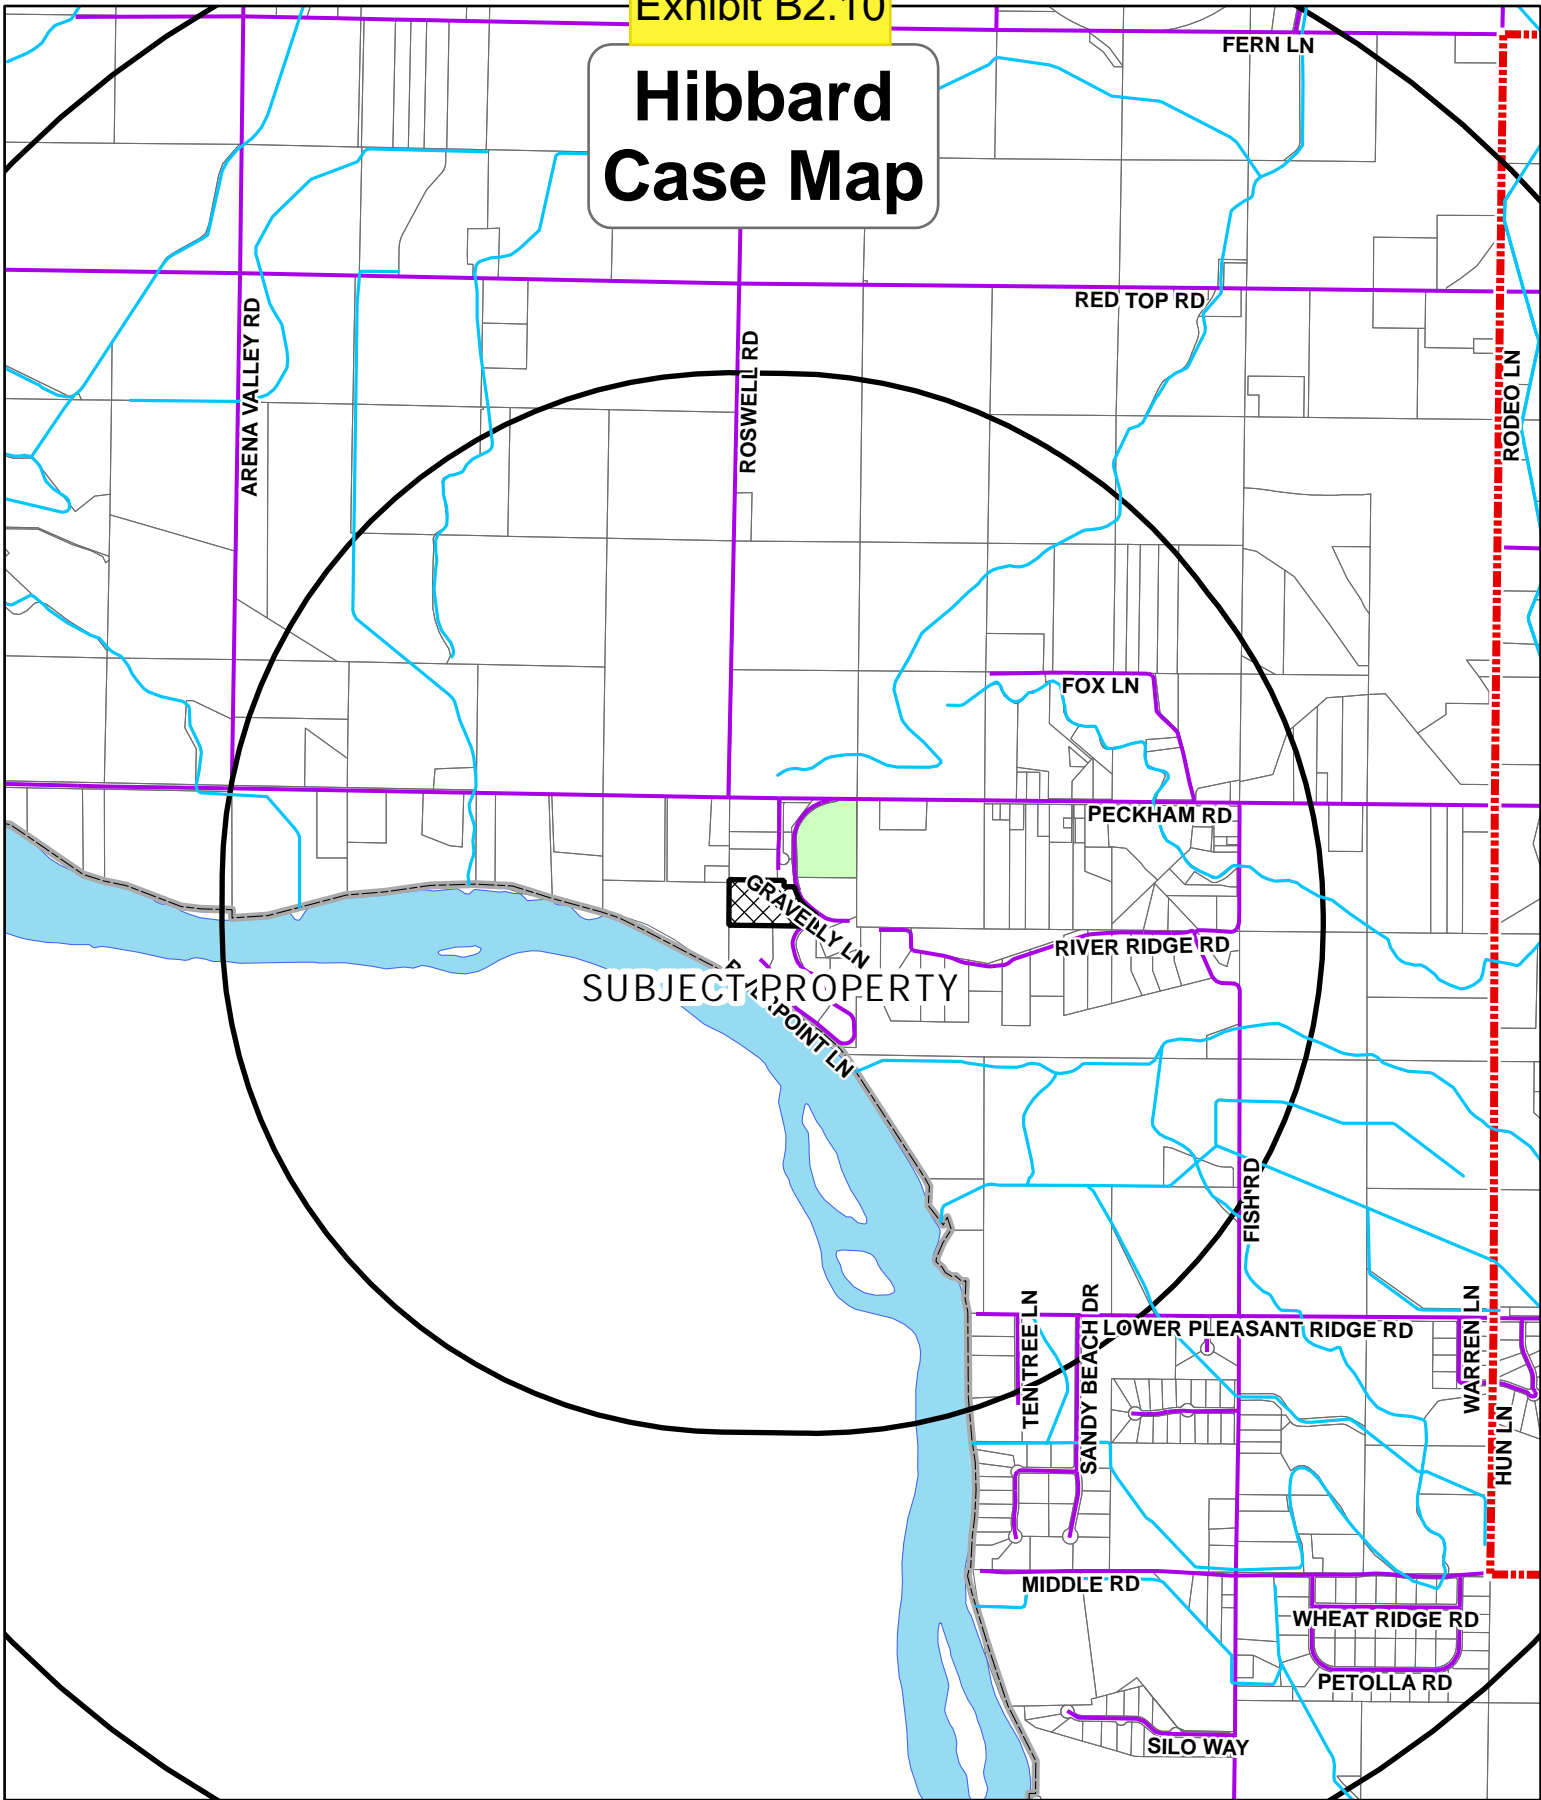 Exhibit B2.10
Hibbard
Case Map
FERN LN
RED TOP RD
ARENA VALLEY RD
ROSWELL RD
RODEO LN
FOX LN
PECKHAM RD
GRAVELLY LN
RIVER RIDGE RD
SUBJECT PROPERTY
POINT LN
FISH RD
TEN TREE LN
SANDY BEACH DR
LOWER PLEASANT RIDGE RD
WARREN LN
HUN LN
MIDDLE RD
WHEAT RIDGE RD
PETOLLA RD
SILO WAY